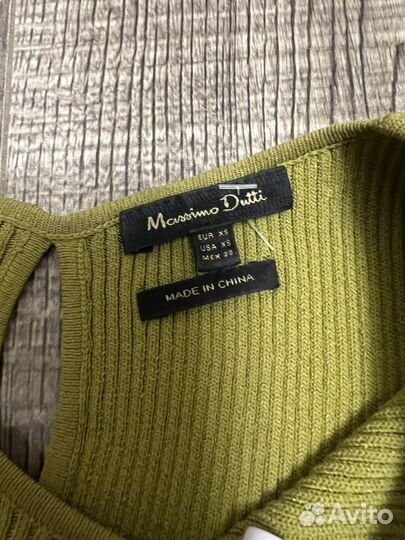 Massimo Dutti
EUR XS
USA XS
MEX 26
MADE IN CHINA
Avito